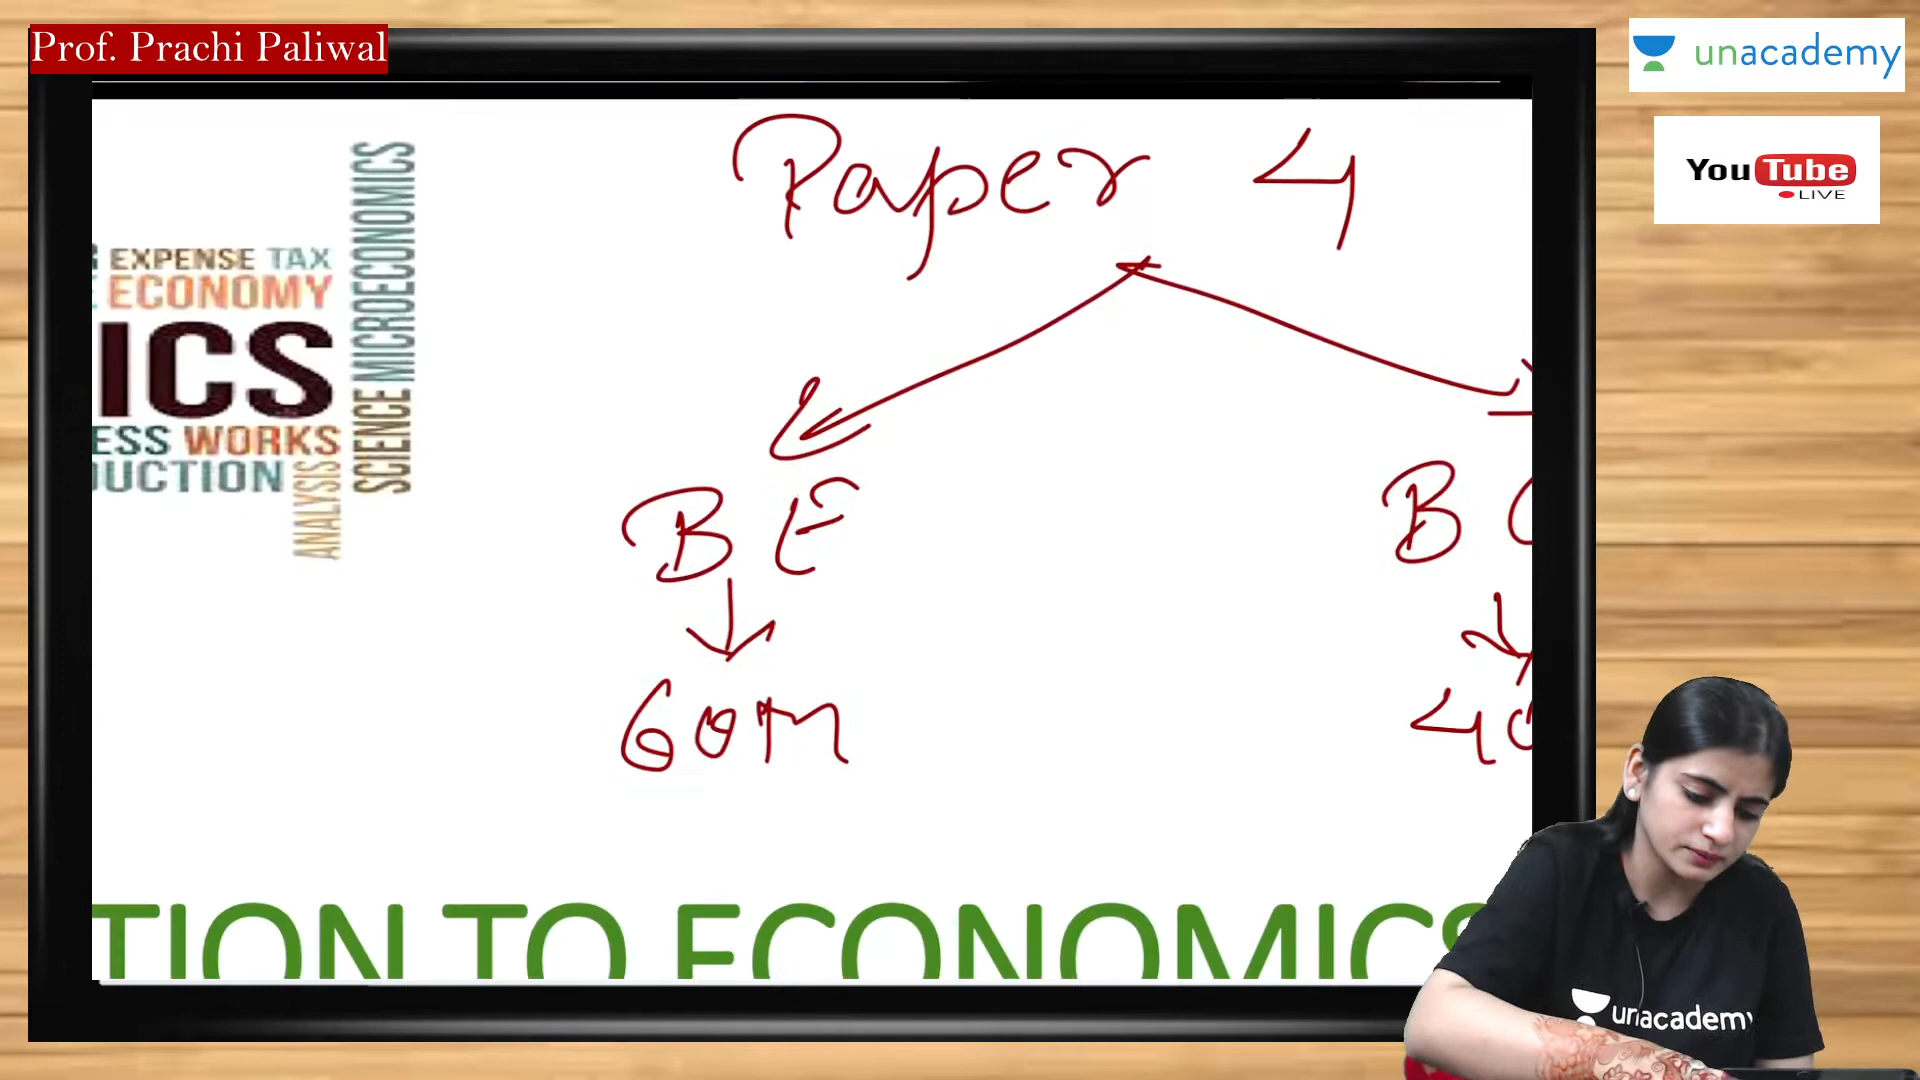 Prof. Prachi Paliwal
unacademy
YouTube
LIVE
Paper 4
EXPENSE TAX
ECONOMY
ICS
ESS WORKS
UCTION
ANALYSIS
SCIENCE MICROECONOMICS
B E
B
60M
40
TION TO ECONOMICS
unacademy